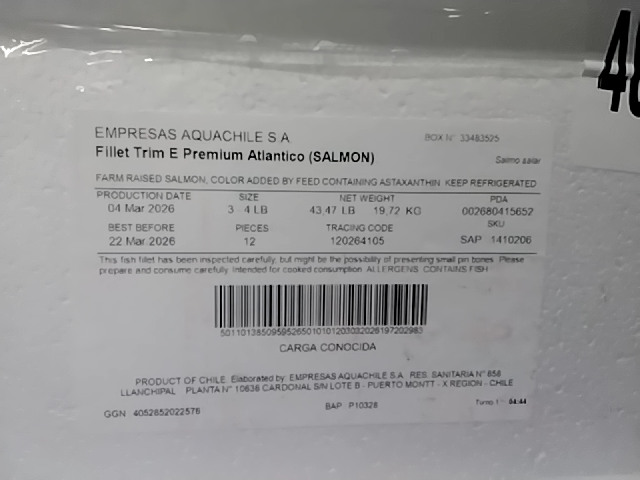 EMPRESAS AQUACHILE S.A
BOX N° 33483525
Fillet Trim E Premium Atlantico (SALMON)
Salmo salar
FARM RAISED SALMON, COLOR ADDED BY FEED CONTAINING ASTAXANTHIN. KEEP REFRIGERATED
PRODUCTION DATE SIZE NET WEIGHT PDA
04 Mar 2026 3 4 LB 43,47 LB 19,72 KG 002680415652
BEST BEFORE PIECES TRACING CODE SKU
22 Mar 2026 12 120264105 SAP 1410206
This fish fillet has been inspected carefully, but might be the possibility of presenting small pin bones. Please
prepare and consume carefully. Intended for cooked consumption. ALLERGENS: CONTAINS FISH
CARGA CONOCIDA
PRODUCT OF CHILE. Elaborated by: EMPRESAS AQUACHILE S.A. RES. SANITARIA N° 658
LLANCHIPAL PLANTA N° 10636 CARDONAL S/N LOTE B - PUERTO MONTT - X REGION - CHILE
GGN: 4052852022576 BAP: P10328 Turno 1